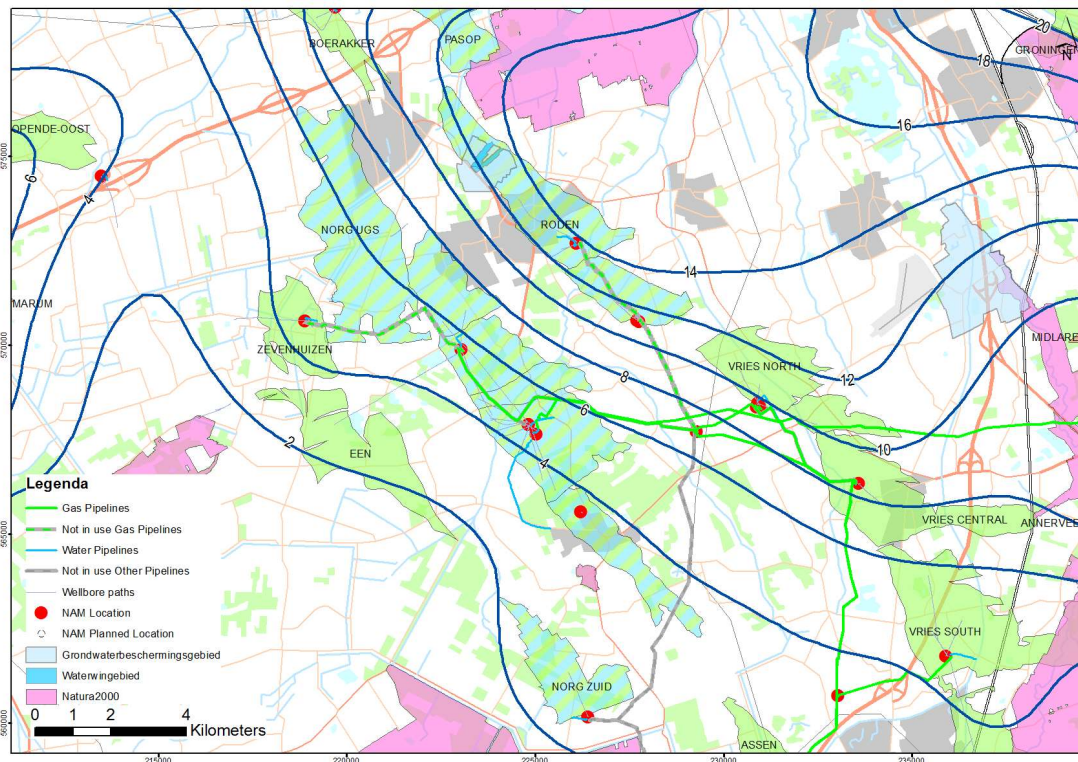 BOERAKKER
PASOP
20
GRONINGEN
N
18
16
OPENDE-OOST
575000
6
4
NORG UGS
RODEN
14
MARUM
ZEVENHUIZEN
570000
MIDLARE
VRIES NORTH
8
12
6
10
2
EEN
4
Legenda
Gas Pipelines
Not in use Gas Pipelines
Water Pipelines
Not in use Other Pipelines
Wellbore paths
NAM Location
NAM Planned Location
Grondwaterbeschermingsgebied
Waterwingebied
Natura2000
0 1 2 4
Kilometers
565000
VRIES CENTRAL
ANNERVEE
VRIES SOUTH
NORG ZUID
560000
ASSEN
215000
220000
225000
230000
235000